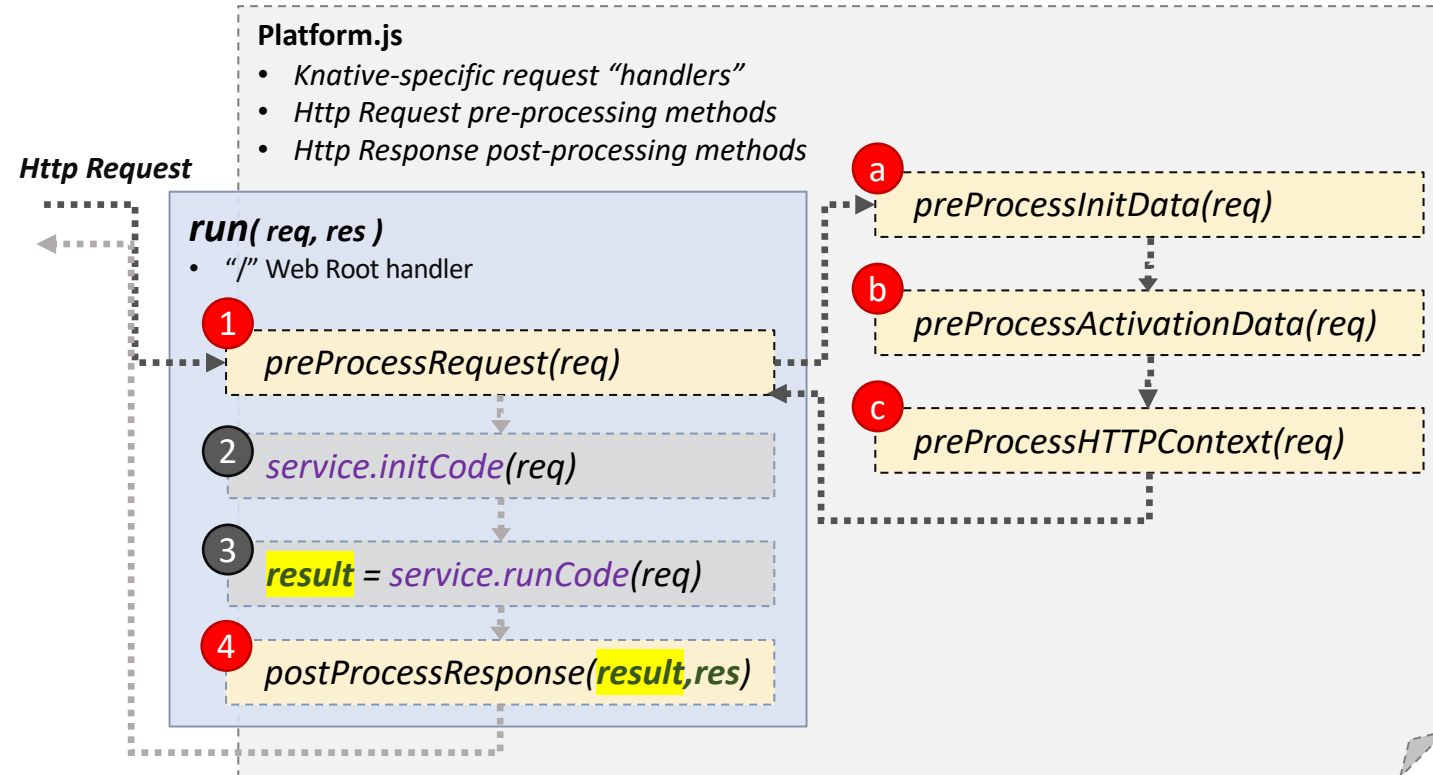 Platform.js
• Knative-specific request “handlers”
• Http Request pre-processing methods
• Http Response post-processing methods
Http Request
run( req, res )
• “/” Web Root handler
1
preProcessRequest(req)
2
service.initCode(req)
3
result = service.runCode(req)
4
postProcessResponse(result,res)
a
preProcessInitData(req)
b
preProcessActivationData(req)
c
preProcessHTTPContext(req)